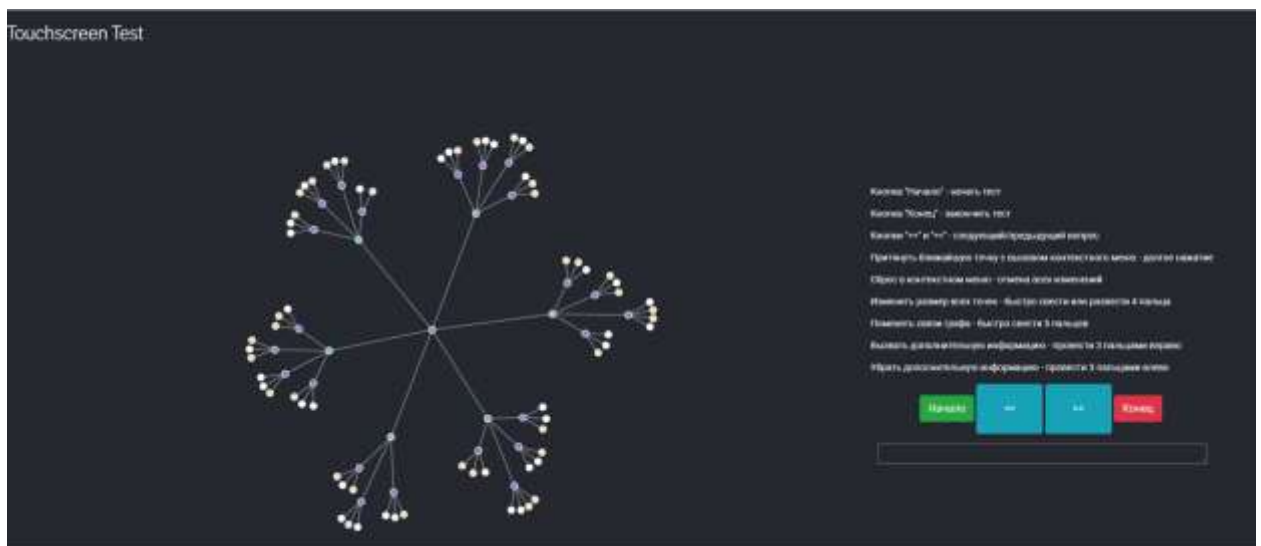 Touchscreen Test
Кнопка "Начало" - начать тест
Кнопка "Конец" - закончить тест
Кнопки "<<" и ">>" - следующий/предыдущий вопрос
Притянуть ближайшую точку с вызовом контекстного меню - долгое нажатие
Сброс в контекстном меню - отмена всех изменений
Изменить размер всех точек - быстро свести или развести 4 пальца
Поменять связи графа - быстро свести 5 пальцев
Вызвать дополнительную информацию - провести 3 пальцами вправо
Убрать дополнительную информацию - провести 3 пальцами влево
Начало
Конец